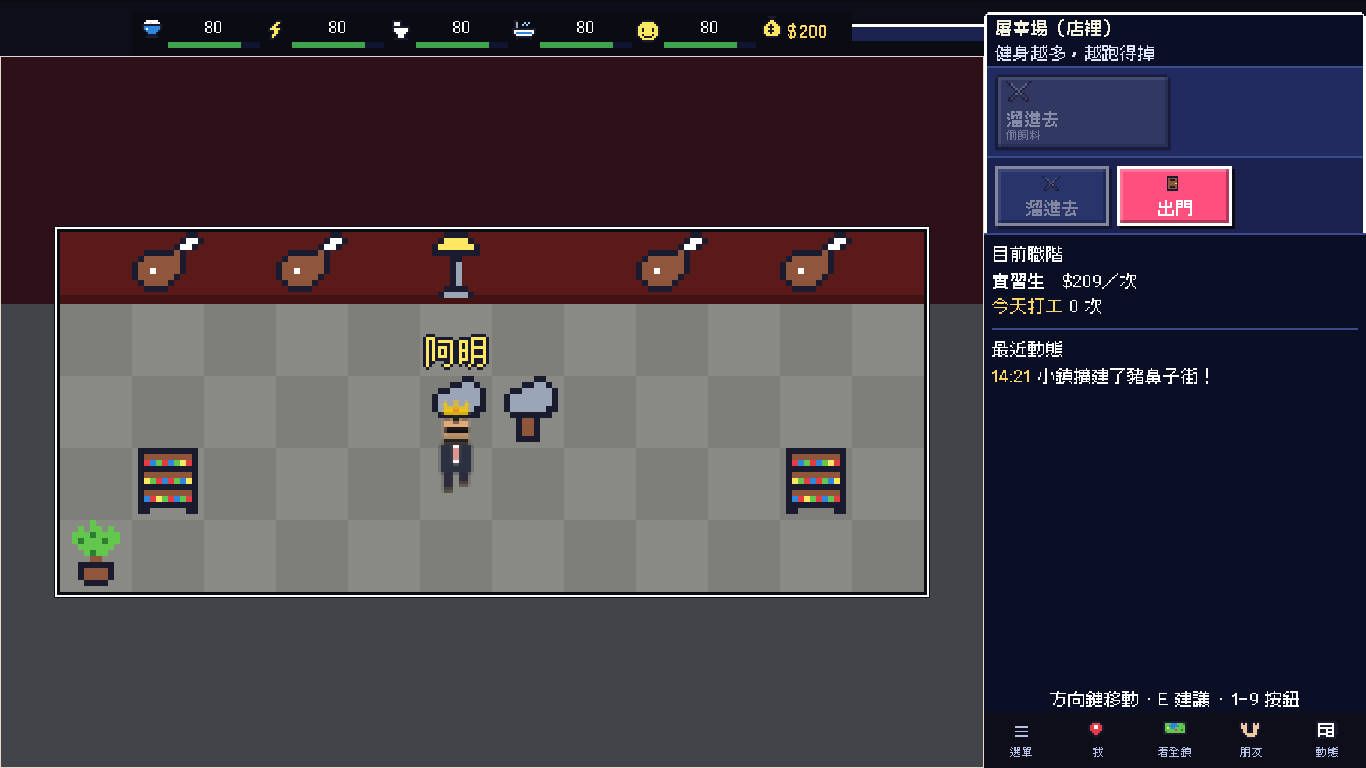 80
80
80
80
80
$200
屠宰場（店裡）
健身越多，越跑得掉
溜進去
偷飼料
溜進去
出門
目前職階
實習生 $209／次
今天打工 0 次
最近動態
14:21 小鎮擴建了豬鼻子街！
阿明
方向鍵移動 · E 建議 · 1-9 按鈕
選單
我
看全鎮
朋友
動態